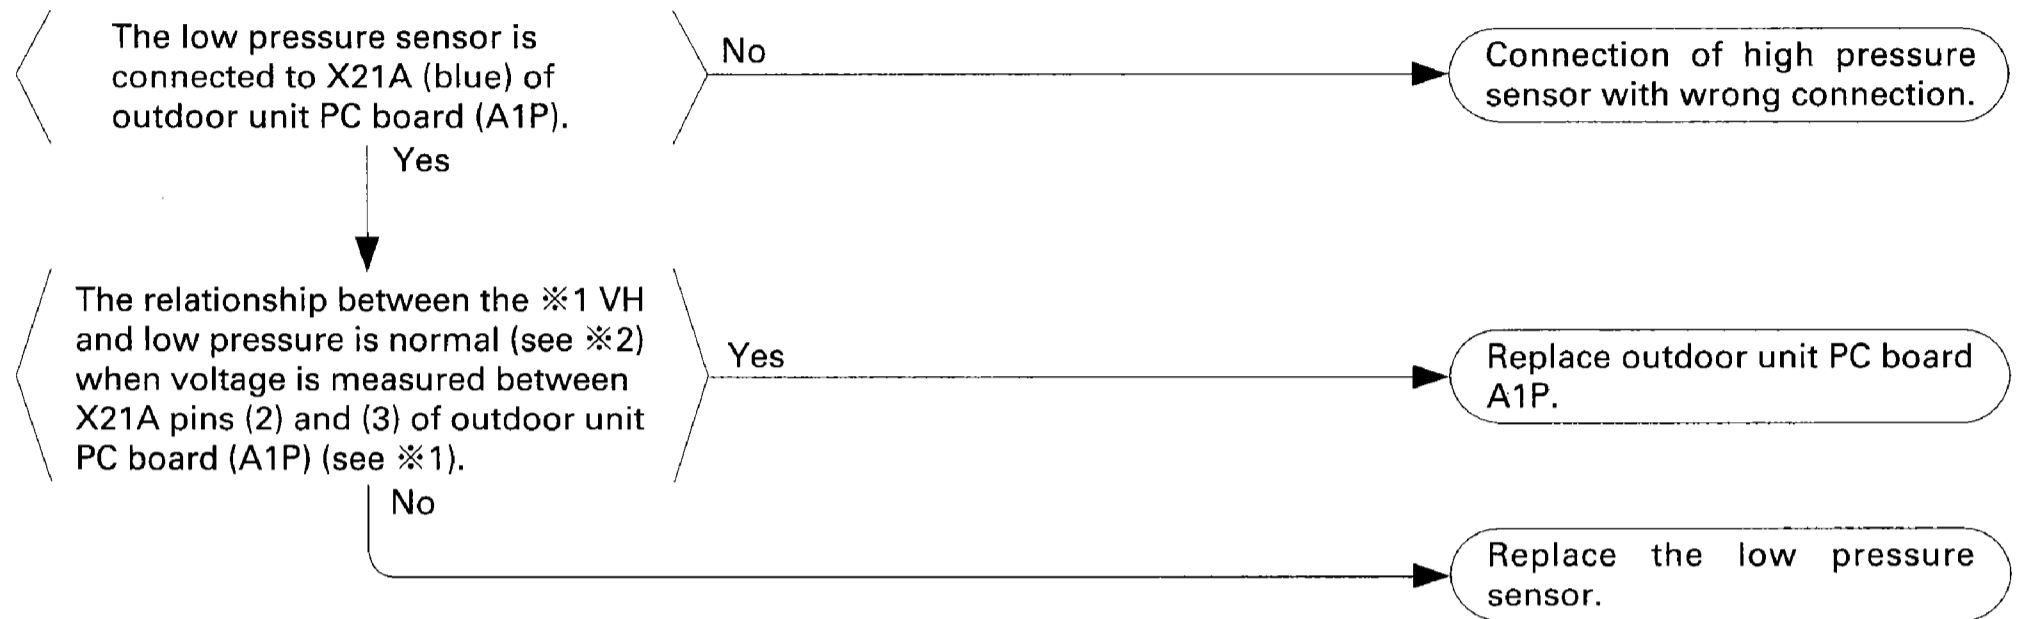 The low pressure sensor is
connected to X21A (blue) of
outdoor unit PC board (A1P).
No
Connection of high pressure
sensor with wrong connection.
Yes
The relationship between the ※1 VH
and low pressure is normal (see ※2)
when voltage is measured between
X21A pins (2) and (3) of outdoor unit
PC board (A1P) (see ※1).
Yes
Replace outdoor unit PC board
A1P.
No
Replace the low pressure
sensor.